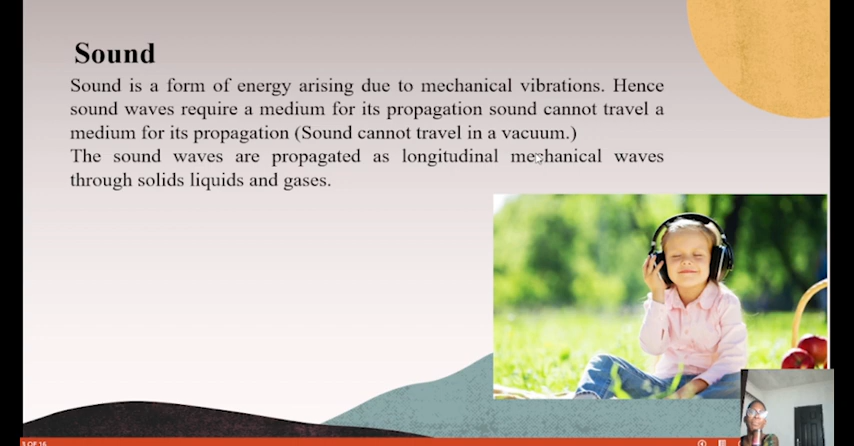 Sound
Sound is a form of energy arising due to mechanical vibrations. Hence
sound waves require a medium for its propagation sound cannot travel a
medium for its propagation (Sound cannot travel in a vacuum.)
The sound waves are propagated as longitudinal mechanical waves
through solids liquids and gases.
OF 16